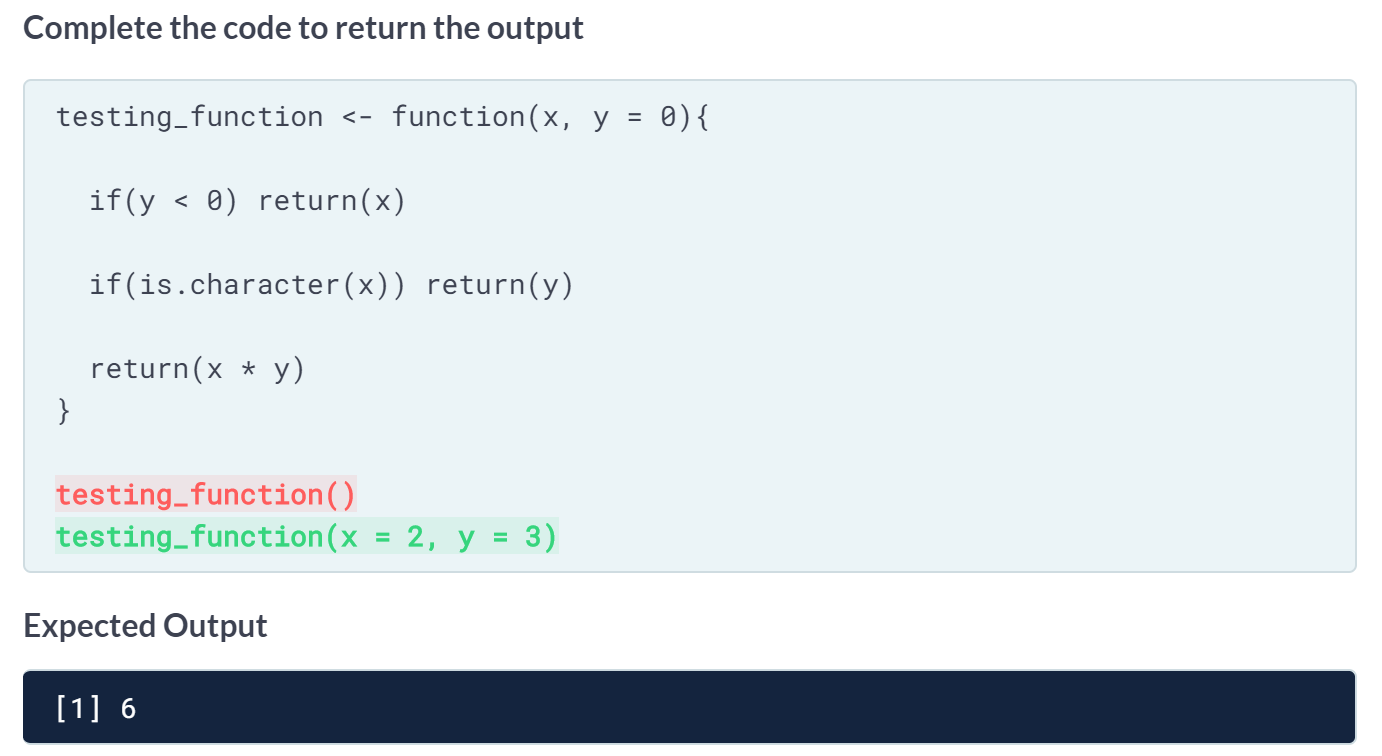 Complete the code to return the output
testing_function <- function(x, y = 0){
if(y < 0) return(x)
if(is.character(x)) return(y)
return(x * y)
}
testing_function()
testing_function(x = 2, y = 3)
Expected Output
[1] 6